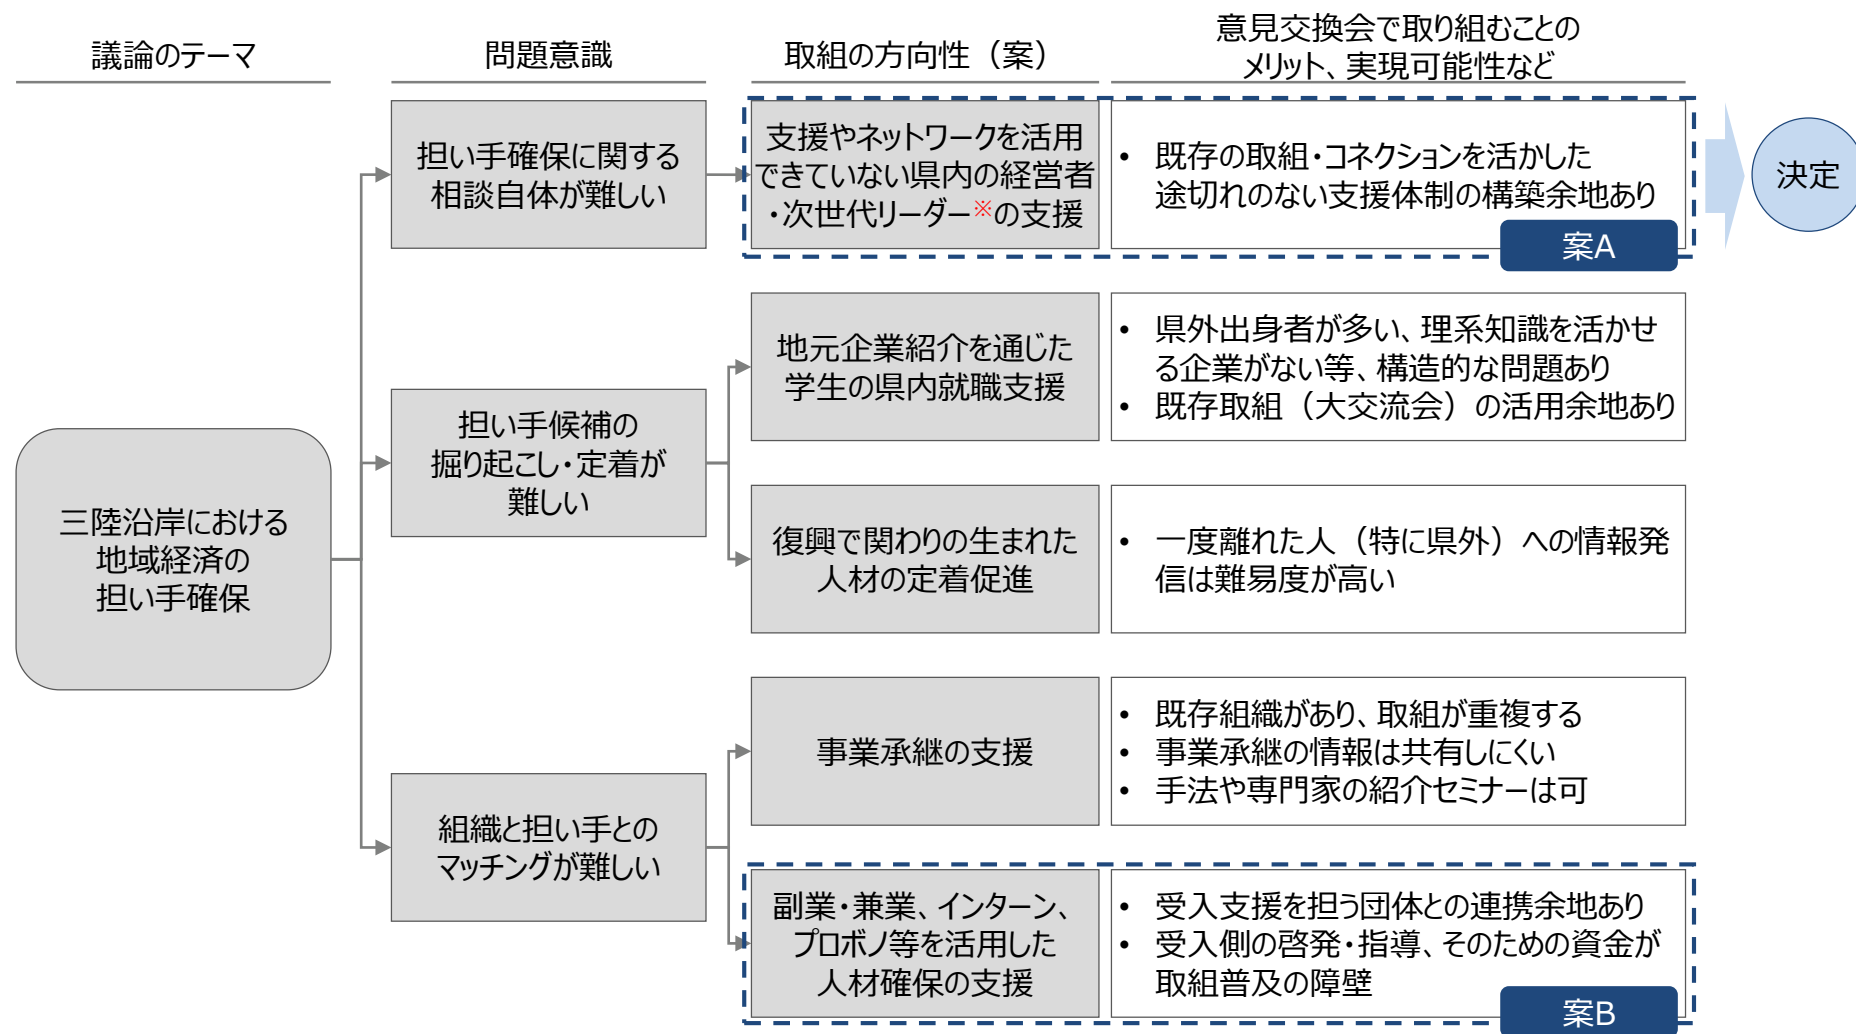 議論のテーマ
問題意識
取組の方向性（案）
意見交換会で取り組むことの
メリット、実現可能性など
三陸沿岸における
地域経済の
担い手確保
担い手確保に関する
相談自体が難しい
支援やネットワークを活用
できていない県内の経営者
・次世代リーダー※の支援
• 既存の取組・コネクションを活かした
途切れのない支援体制の構築余地あり
案A
決定
担い手候補の
掘り起こし・定着が
難しい
地元企業紹介を通じた
学生の県内就職支援
• 県外出身者が多い、理系知識を活かせ
る企業がない等、構造的な問題あり
• 既存取組（大交流会）の活用余地あり
復興で関わりの生まれた
人材の定着促進
• 一度離れた人（特に県外）への情報発
信は難易度が高い
組織と担い手との
マッチングが難しい
事業承継の支援
• 既存組織があり、取組が重複する
• 事業承継の情報は共有しにくい
• 手法や専門家の紹介セミナーは可
副業・兼業、インターン、
プロボノ等を活用した
人材確保の支援
• 受入支援を担う団体との連携余地あり
• 受入側の啓発・指導、そのための資金が
取組普及の障壁
案B